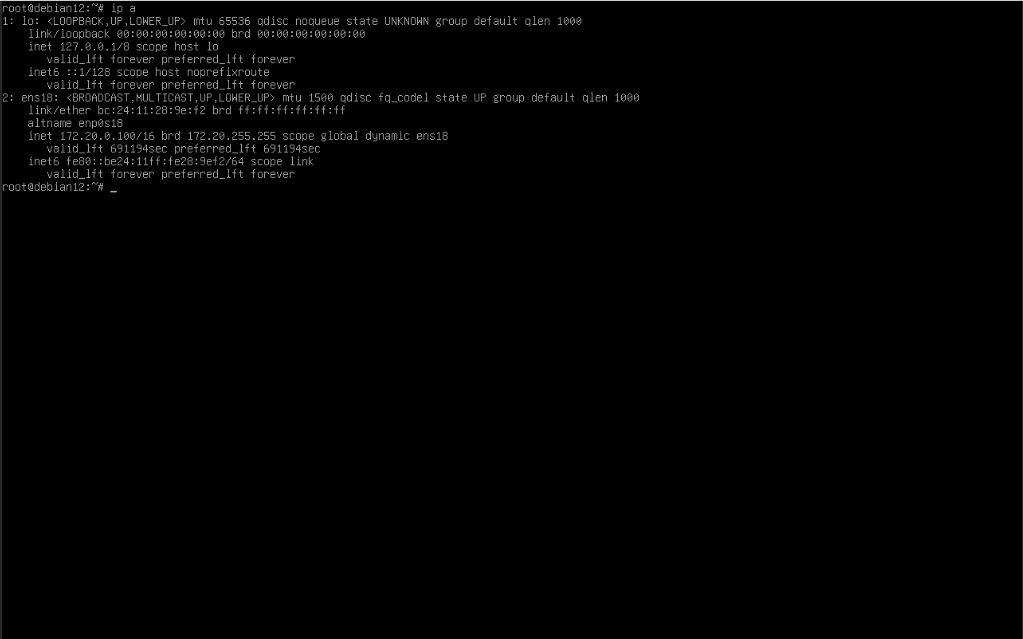 root@debian12:~# ip a
1: lo: <LOOPBACK,UP,LOWER_UP> mtu 65536 qdisc noqueue state UNKNOWN group default qlen 1000
    link/loopback 00:00:00:00:00:00 brd 00:00:00:00:00:00
    inet 127.0.0.1/8 scope host lo
       valid_lft forever preferred_lft forever
    inet6 ::1/128 scope host noprefixroute
       valid_lft forever preferred_lft forever
2: ens18: <BROADCAST,MULTICAST,UP,LOWER_UP> mtu 1500 qdisc fq_codel state UP group default qlen 1000
    link/ether bc:24:11:28:9e:f2 brd ff:ff:ff:ff:ff:ff
    altname enp0s18
    inet 172.20.0.100/16 brd 172.20.255.255 scope global dynamic ens18
       valid_lft 691194sec preferred_lft 691194sec
    inet6 fe80::be24:11ff:fe28:9ef2/64 scope link
       valid_lft forever preferred_lft forever
root@debian12:~# _